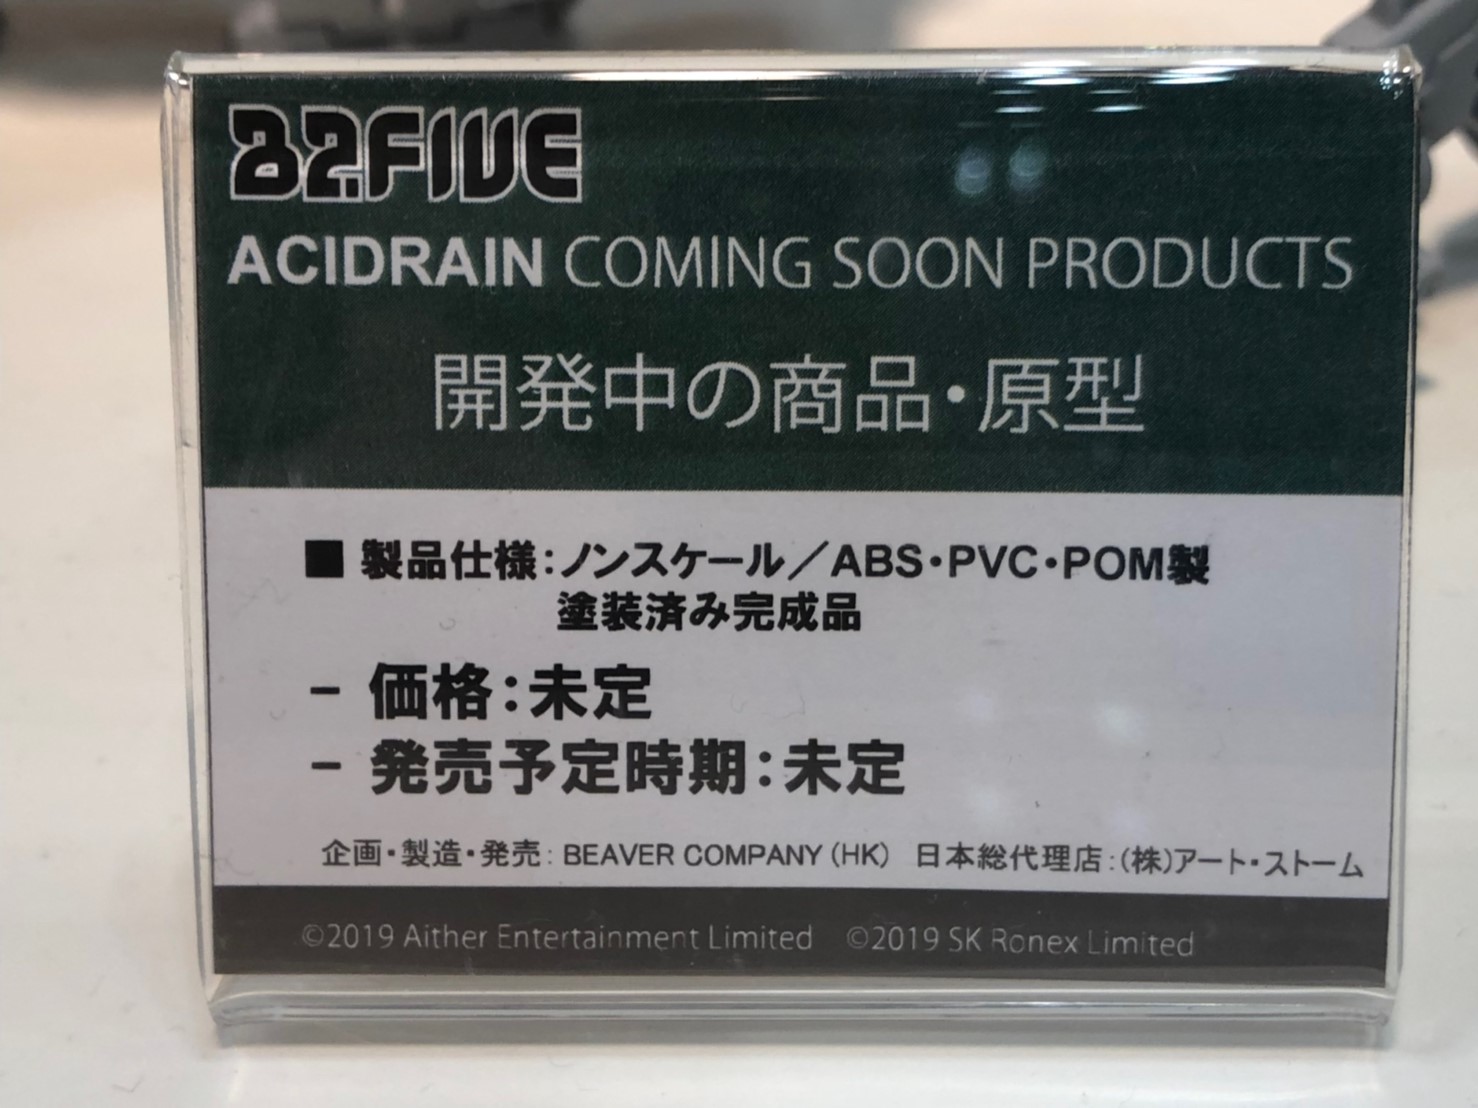 B2FIVE
ACIDRAIN COMING SOON PRODUCTS
開発中の商品・原型
■ 製品仕様:ノンスケール／ABS・PVC・POM製
塗装済み完成品
- 価格:未定
- 発売予定時期:未定
企画・製造・発売: BEAVER COMPANY (HK) 日本総代理店:(株)アート・ストーム
©2019 Aither Entertainment Limited ©2019 SK Ronex Limited